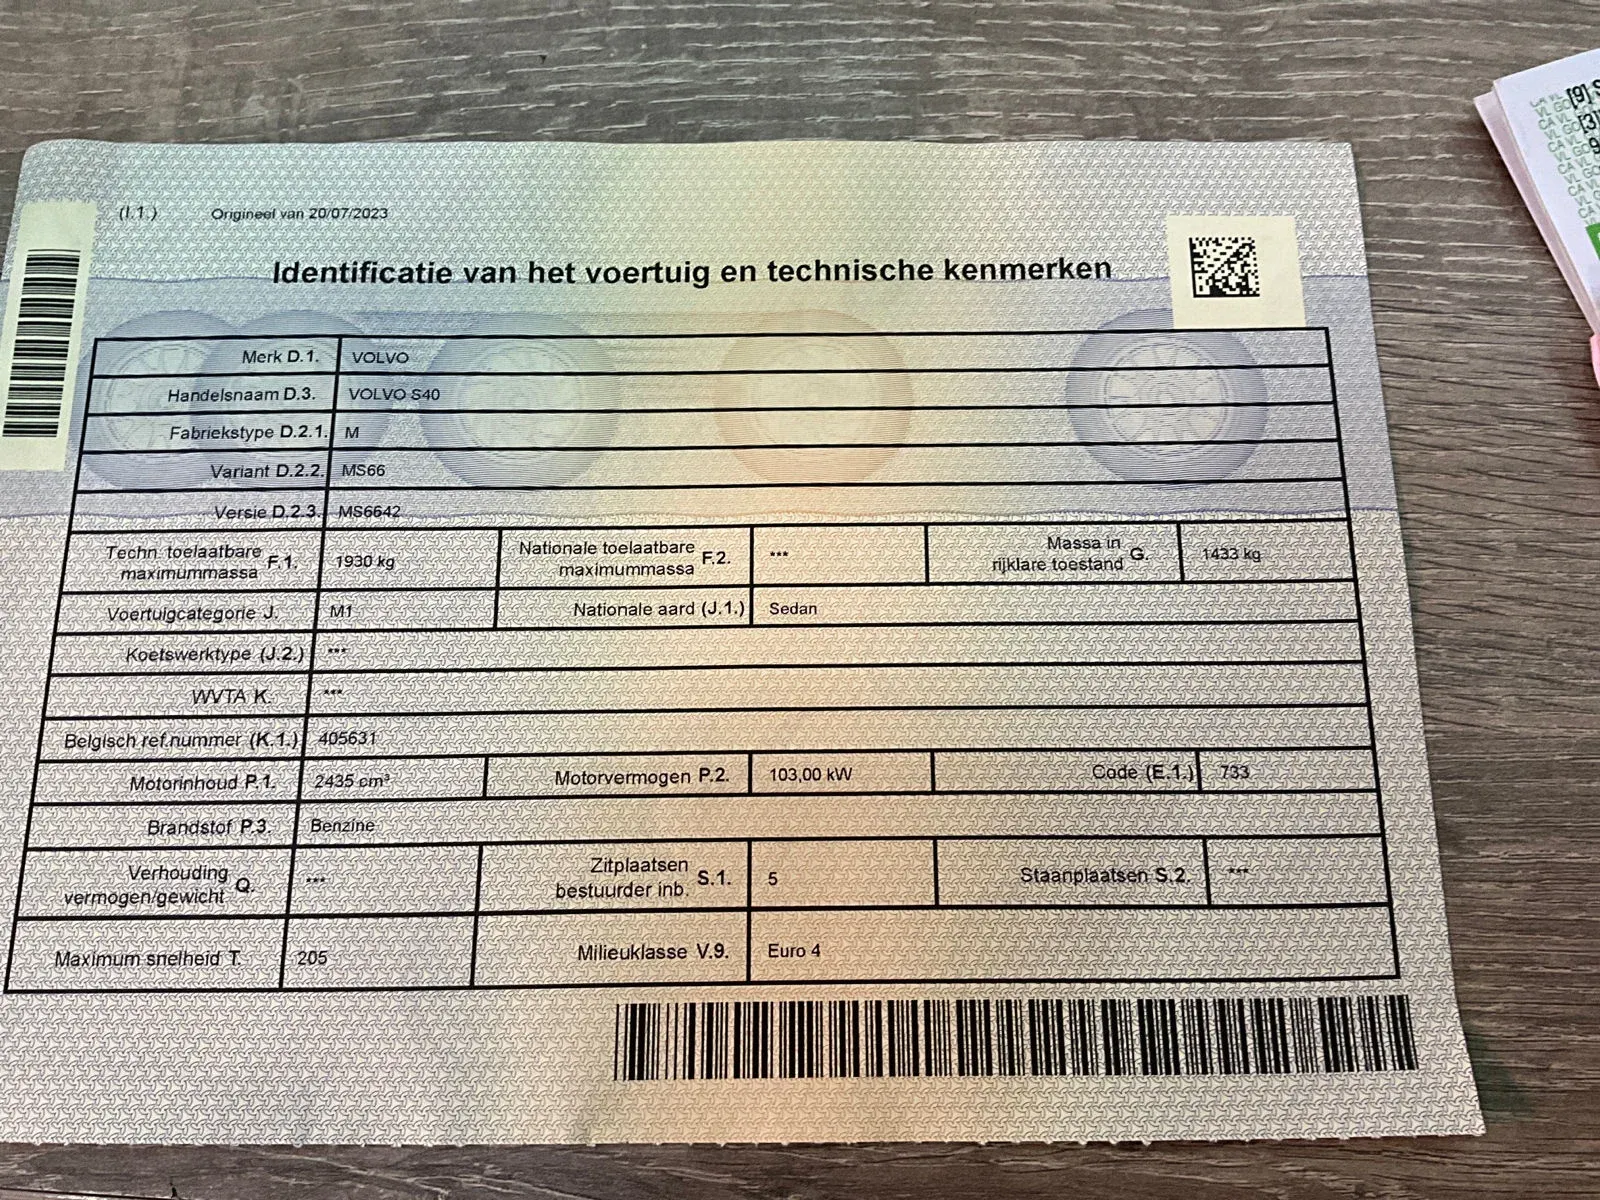 (I.1.) Origineel van 20/07/2023
Identificatie van het voertuig en technische kenmerken
Merk D.1. VOLVO
Handelsnaam D.3. VOLVO S40
Fabriekstype D.2.1. M
Variant D.2.2. MS66
Versie D.2.3. MS6642
Techn. toelaatbare maximummassa F.1. 1930 kg Nationale toelaatbare maximummassa F.2. *** Massa in rijklare toestand G. 1433 kg
Voertuigcategorie J. M1 Nationale aard (J.1.) Sedan
Koetswerktype (J.2.) ***
WVTA K. ***
Belgisch ref.nummer (K.1.) 405631
Motorinhoud P.1. 2435 cm³ Motorvermogen P.2. 103,00 kW Code (E.1.) 733
Brandstof P.3. Benzine
Verhouding vermogen/gewicht Q. *** Zitplaatsen bestuurder inb. S.1. 5 Staanplaatsen S.2. ***
Maximum snelheid T. 205 Milieuklasse V.9. Euro 4
[9]
[3]